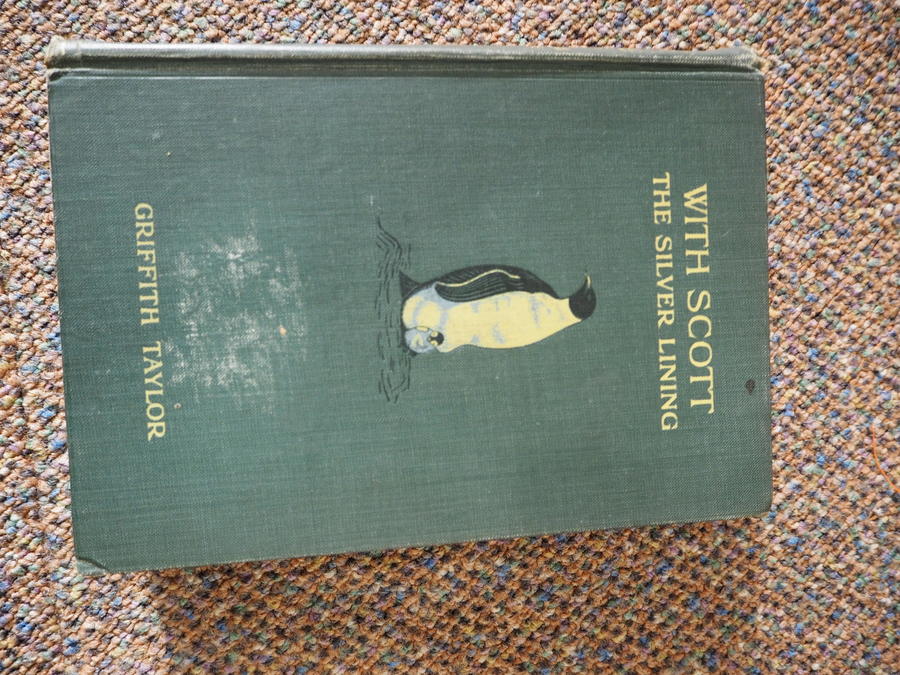 WITH SCOTT
THE SILVER LINING
GRIFFITH TAYLOR